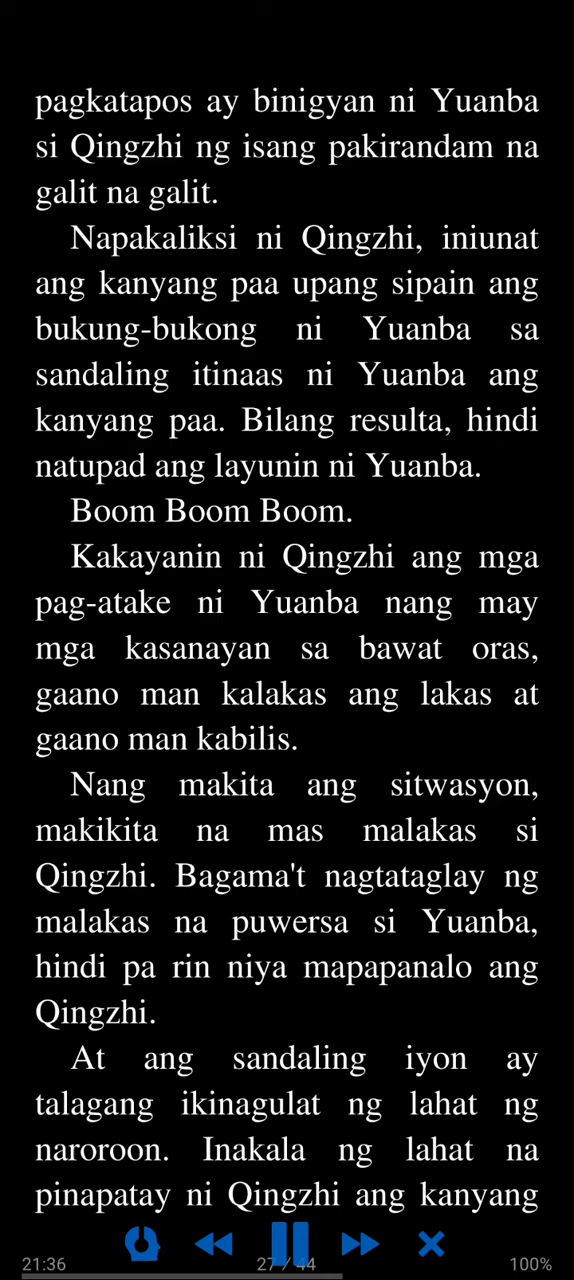 pagkatapos ay binigyan ni Yuanba
si Qingzhi ng isang pakirandam na
galit na galit.
Napakaliksi ni Qingzhi, iniunat
ang kanyang paa upang sipain ang
bukung-bukong ni Yuanba sa
sandaling itinaas ni Yuanba ang
kanyang paa. Bilang resulta, hindi
natupad ang layunin ni Yuanba.
Boom Boom Boom.
Kakayanin ni Qingzhi ang mga
pag-atake ni Yuanba nang may
mga kasanayan sa bawat oras,
gaano man kalakas ang lakas at
gaano man kabilis.
Nang makita ang sitwasyon,
makikita na mas malakas si
Qingzhi. Bagama't nagtataglay ng
malakas na puwersa si Yuanba,
hindi pa rin niya mapapanalo ang
Qingzhi.
At ang sandaling iyon ay
talagang ikinagulat ng lahat ng
naroroon. Inakala ng lahat na
pinapatay ni Qingzhi ang kanyang
21:36 27 / 44 100%